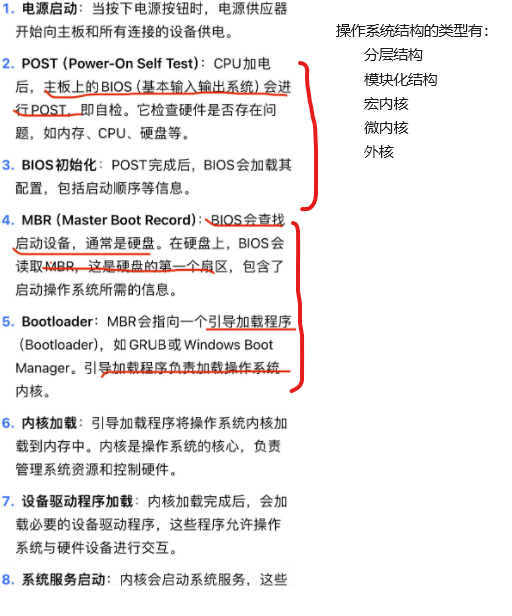 1. 电源启动：当按下电源按钮时，电源供应器
开始向主板和所有连接的设备供电。
2. POST（Power-On Self Test）：CPU加电
后，主板上的BIOS（基本输入输出系统）会进
行POST，即自检。它检查硬件是否存在问
题，如内存、CPU、硬盘等。
3. BIOS初始化：POST完成后，BIOS会加载其
配置，包括启动顺序等信息。
4. MBR（Master Boot Record）：BIOS会查找
启动设备，通常是硬盘。在硬盘上，BIOS会
读取MBR，这是硬盘的第一个扇区，包含了
启动操作系统所需的信息。
5. Bootloader：MBR会指向一个引导加载程序
（Bootloader），如GRUB或Windows Boot
Manager。引导加载程序负责加载操作系统
内核。
6. 内核加载：引导加载程序将操作系统内核加
载到内存中。内核是操作系统的核心，负责
管理系统资源和控制硬件。
7. 设备驱动程序加载：内核加载完成后，会加
载必要的设备驱动程序，这些程序允许操作
系统与硬件设备进行交互。
8. 系统服务启动：内核会启动系统服务，这些
操作系统结构的类型有：
分层结构
模块化结构
宏内核
微内核
外核